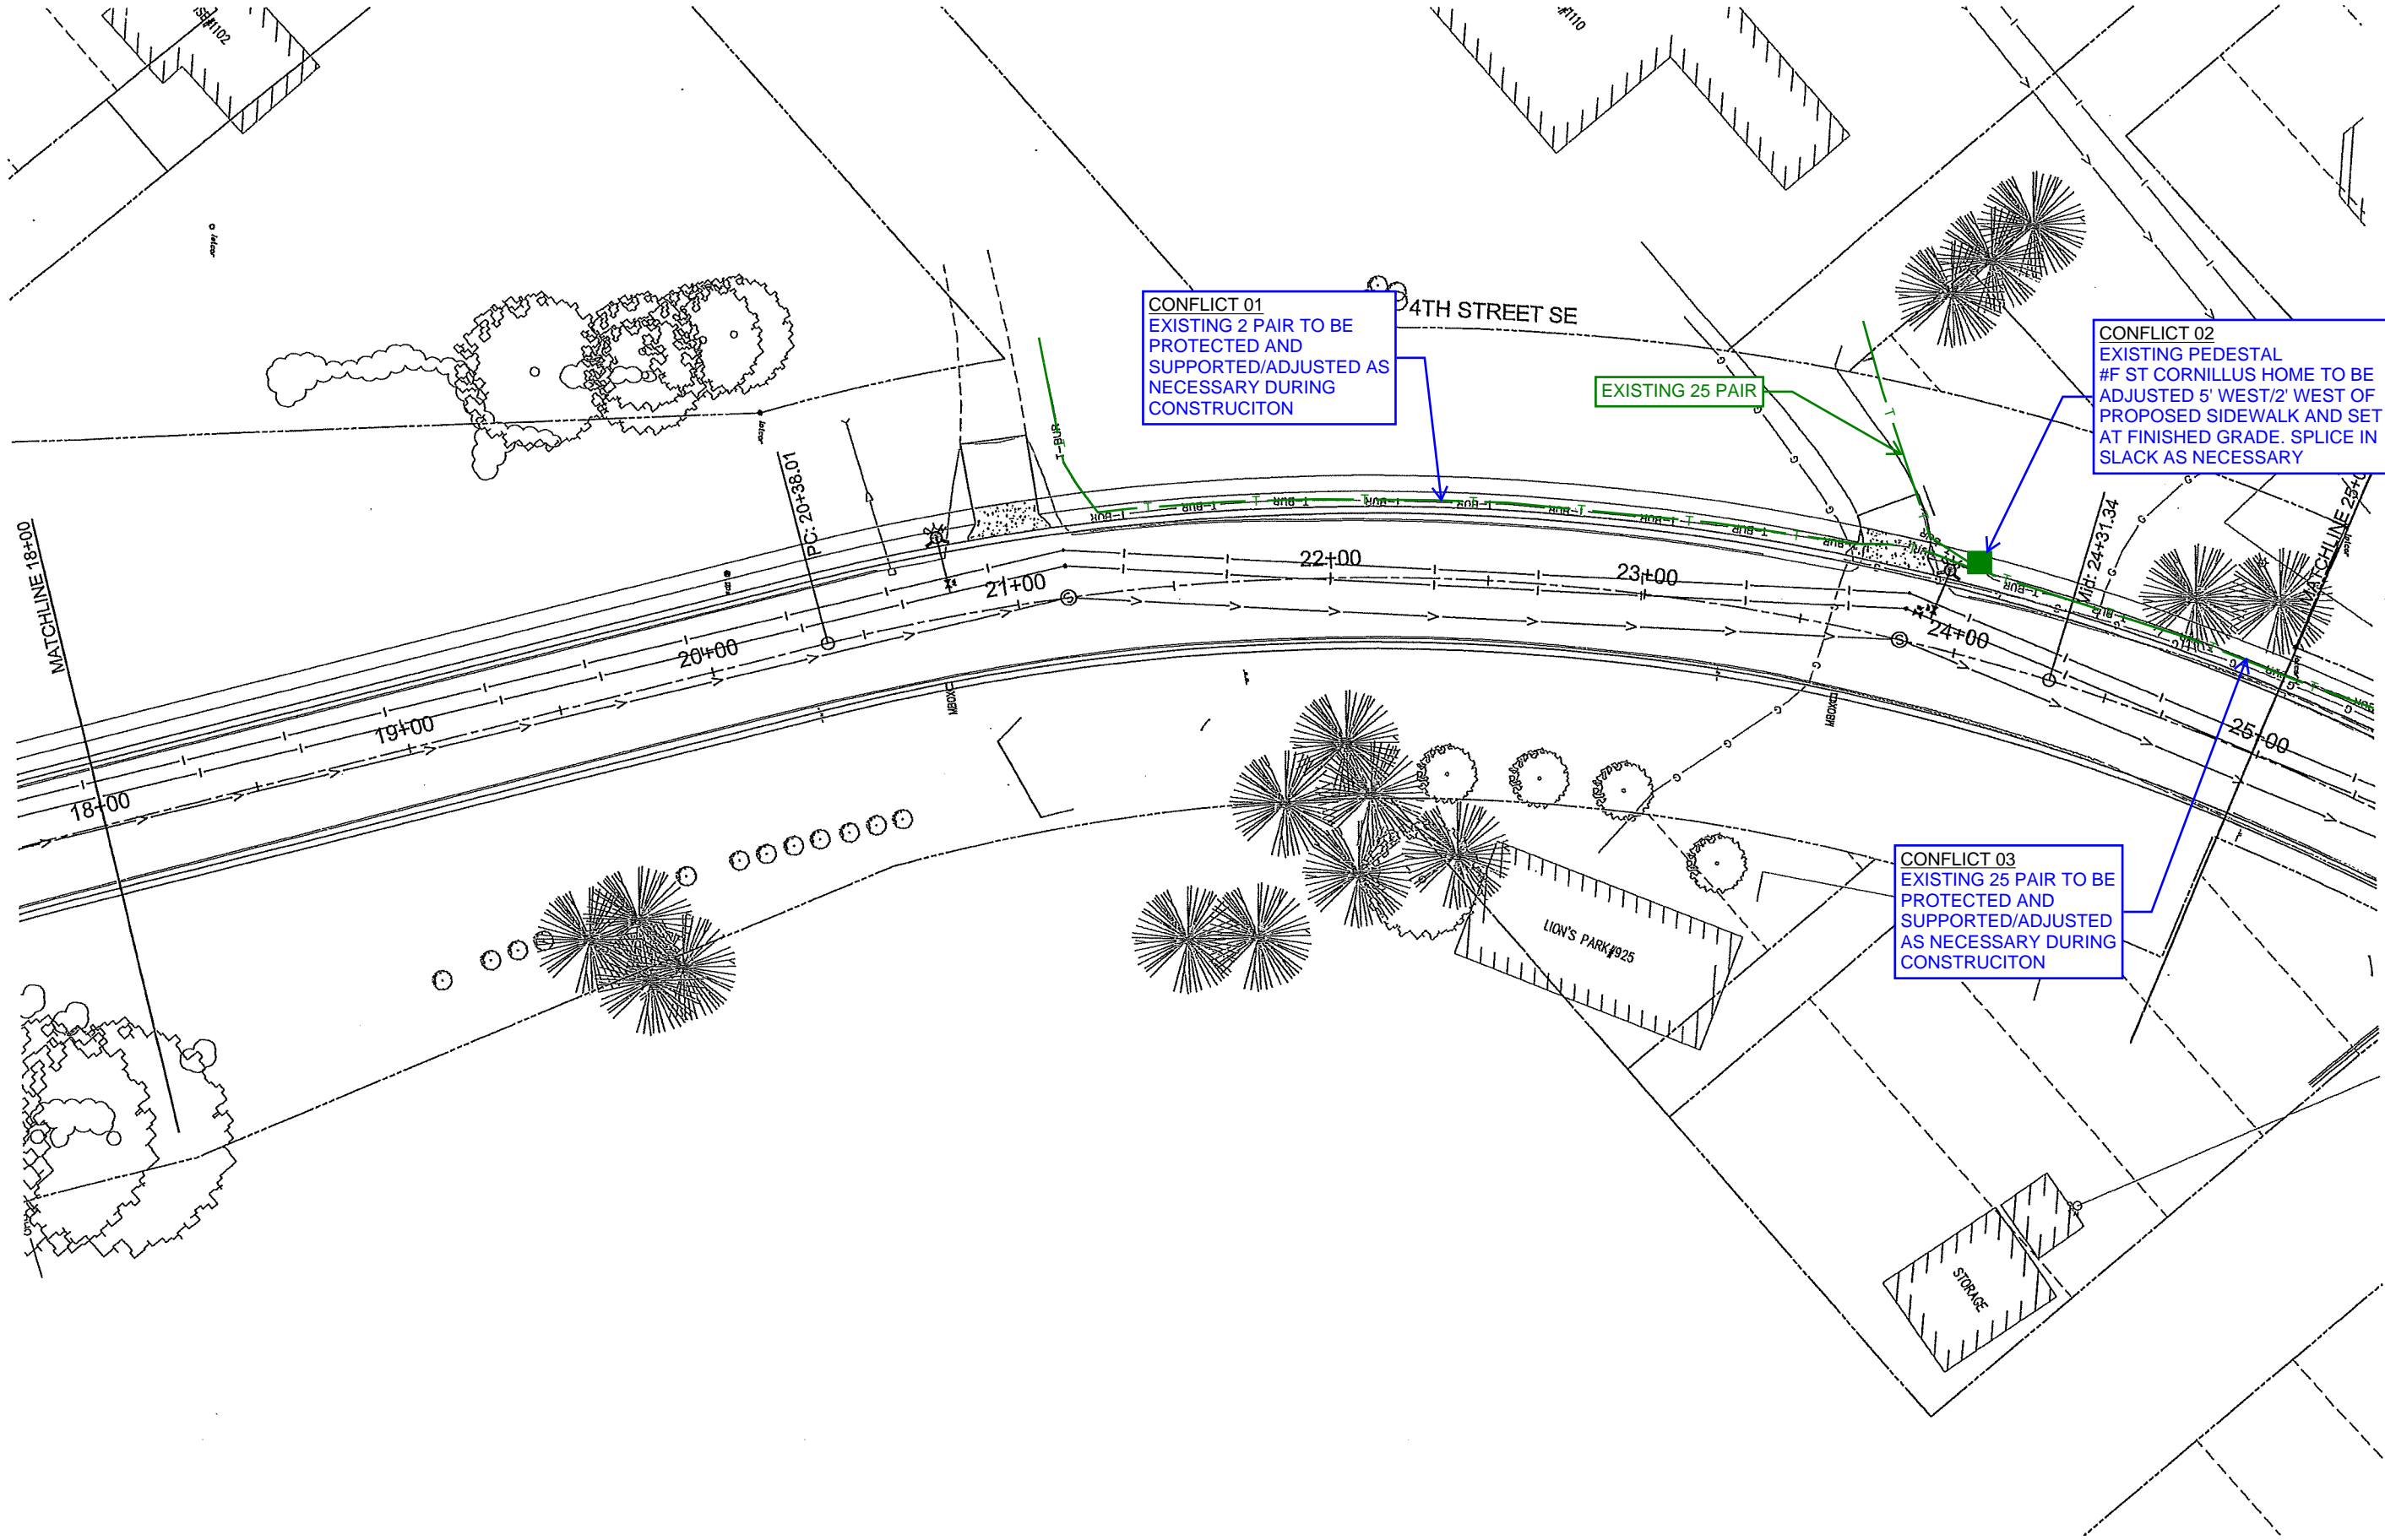 #1102
#1110
4TH STREET SE
CONFLICT 01
EXISTING 2 PAIR TO BE
PROTECTED AND
SUPPORTED/ADJUSTED AS
NECESSARY DURING
CONSTRUCITON
EXISTING 25 PAIR
CONFLICT 02
EXISTING PEDESTAL
#F ST CORNILLUS HOME TO BE
ADJUSTED 5' WEST/2' WEST OF
PROPOSED SIDEWALK AND SET
AT FINISHED GRADE. SPLICE IN
SLACK AS NECESSARY
MATCHLINE 18+00
PC: 20+38.01
Mid: 24+31.34
MATCHLINE 25+0
T-BUR
18+00
19+00
20+00
21+00
22+00
23+00
24+00
25+00
MBOX
MBOX
LION'S PARK#925
CONFLICT 03
EXISTING 25 PAIR TO BE
PROTECTED AND
SUPPORTED/ADJUSTED
AS NECESSARY DURING
CONSTRUCITON
STORAGE